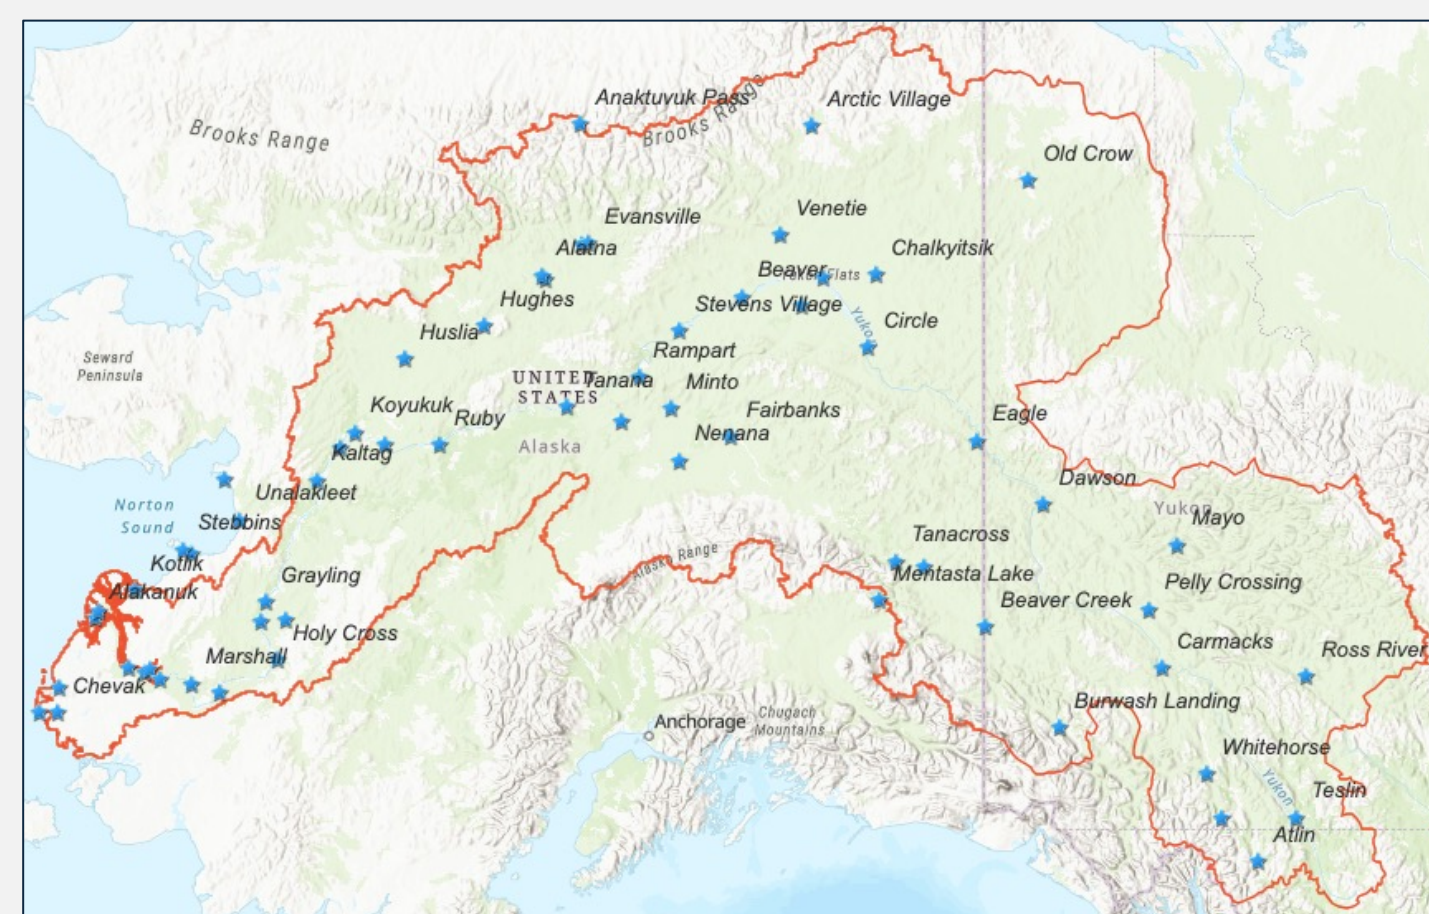 Anaktuvuk Pass
Arctic Village
Brooks Range
Brooks Range
Old Crow
Evansville
Venetie
Alatna
Chalkyitsik
Beaver
Yukon Flats
Hughes
Stevens Village
Yukon
Circle
Huslia
Rampart
Seward
Peninsula
UNITED
STATES
Tanana
Minto
Koyukuk
Ruby
Fairbanks
Eagle
Nenana
Alaska
Kaltag
Dawson
Unalakleet
Norton
Sound
Yukon
Mayo
Stebbins
Tanacross
Kotlik
Alaska Range
Grayling
Mentasta Lake
Pelly Crossing
Alakanuk
Beaver Creek
Holy Cross
Carmacks
Ross River
Marshall
Chevak
Burwash Landing
Anchorage
Chugach
Mountains
Whitehorse
Yukon
Teslin
Atlin